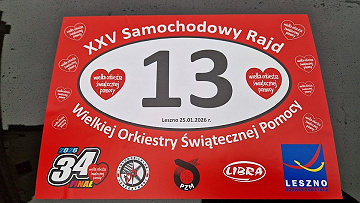 XXV Samochodowy Rajd
wielka orkiestra
świątecznej
pomocy
13
wielka orkiestra
świątecznej
pomocy
Leszno 25.01.2026 r.
Wielkiej Orkiestry Świątecznej Pomocy
2026
34
FINAŁ
PZM
LIBRA
LESZNO